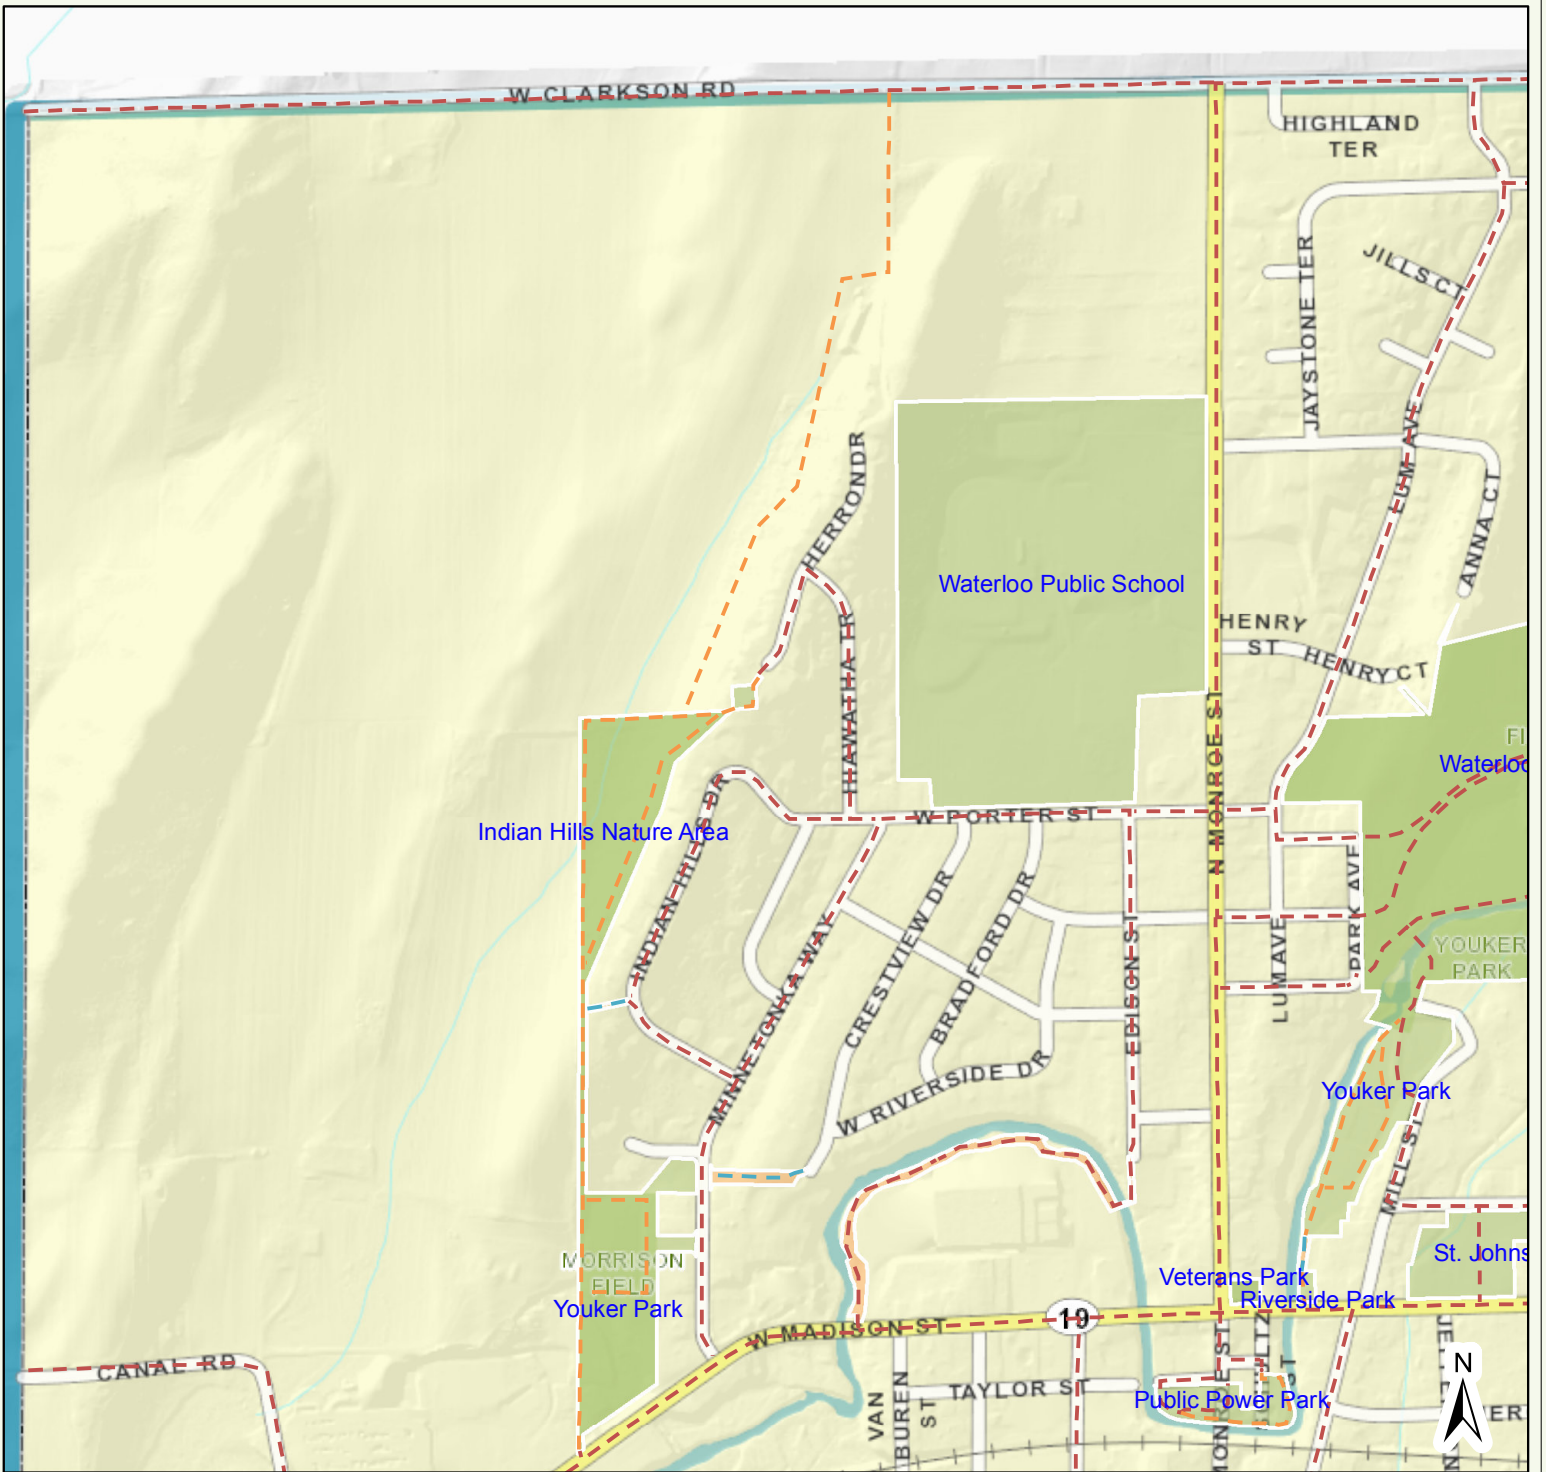 W CLARKSON RD
HIGHLAND
TER
JILLS CT
JAYSTONE TER
LUM AVE
HERRON DR
ANNA CT
Waterloo Public School
HENRY
ST
HENRY CT
HIAWATHA TR
N MONROE ST
FI
Waterloo
INDIAN HILLS DR
W PORTER ST
Indian Hills Nature Area
PARK AVE
CRESTVIEW DR
BRADFORD DR
EDISON ST
LUM AVE
YOUKER
PARK
MINNETONKA WAY
W RIVERSIDE DR
Youker Park
MILL ST
MORRISON
FIELD
Youker Park
St. Johns
Veterans Park
Riverside Park
19
W MADISON ST
CANAL RD
N
TAYLOR ST
VAN
BUREN
ST
Public Power Park